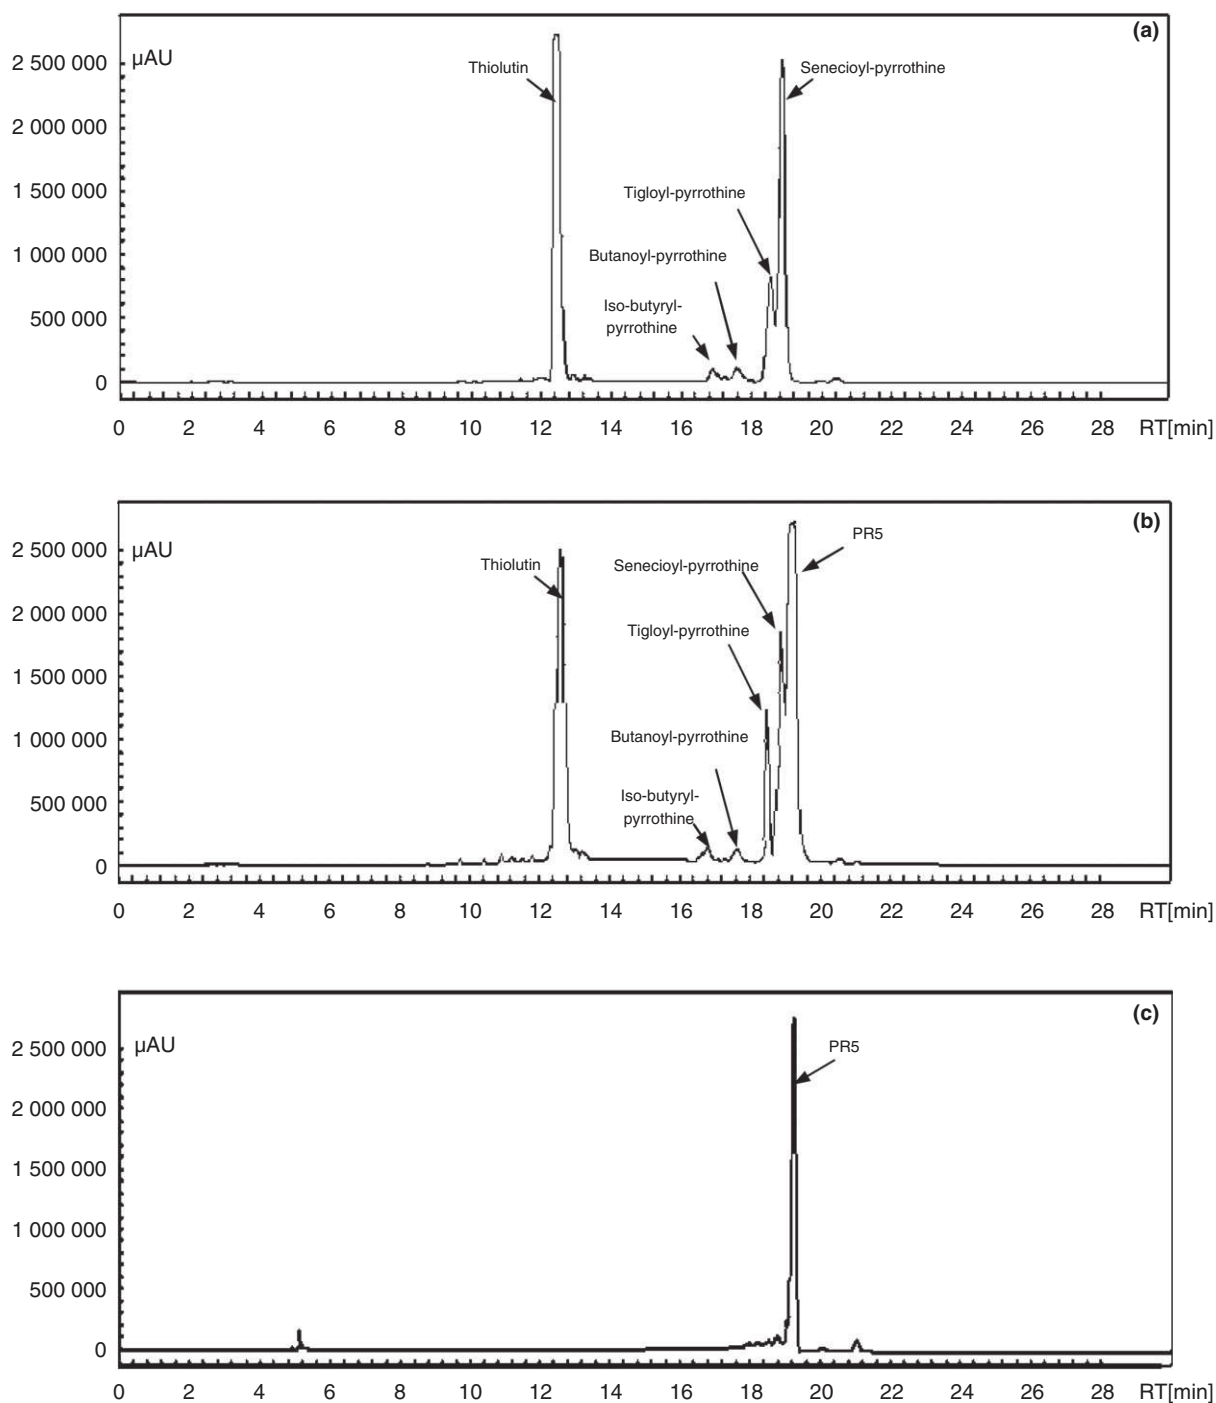 (a)
µAU
2 500 000
Thiolutin
Senecioyl-pyrrothine
2 000 000
1 500 000
Tigloyl-pyrrothine
1 000 000
Butanoyl-pyrrothine
500 000
Iso-butyryl-
pyrrothine
0
0 2 4 6 8 10 12 14 16 18 20 22 24 26 28 RT[min]
(b)
µAU
2 500 000
PR5
Thiolutin
Senecioyl-pyrrothine
2 000 000
Tigloyl-pyrrothine
1 500 000
1 000 000
Butanoyl-pyrrothine
500 000
Iso-butyryl-
pyrrothine
0
0 2 4 6 8 10 12 14 16 18 20 22 24 26 28 RT[min]
(c)
µAU
2 500 000
PR5
2 000 000
1 500 000
1 000 000
500 000
0
0 2 4 6 8 10 12 14 16 18 20 22 24 26 28 RT[min]